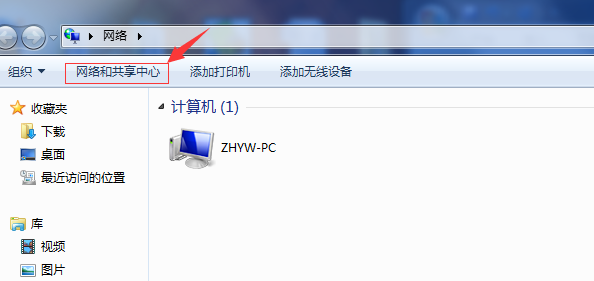 网络
组织 网络和共享中心 添加打印机 添加无线设备
收藏夹
下载
桌面
最近访问的位置
库
视频
图片
计算机 (1)
ZHYW-PC